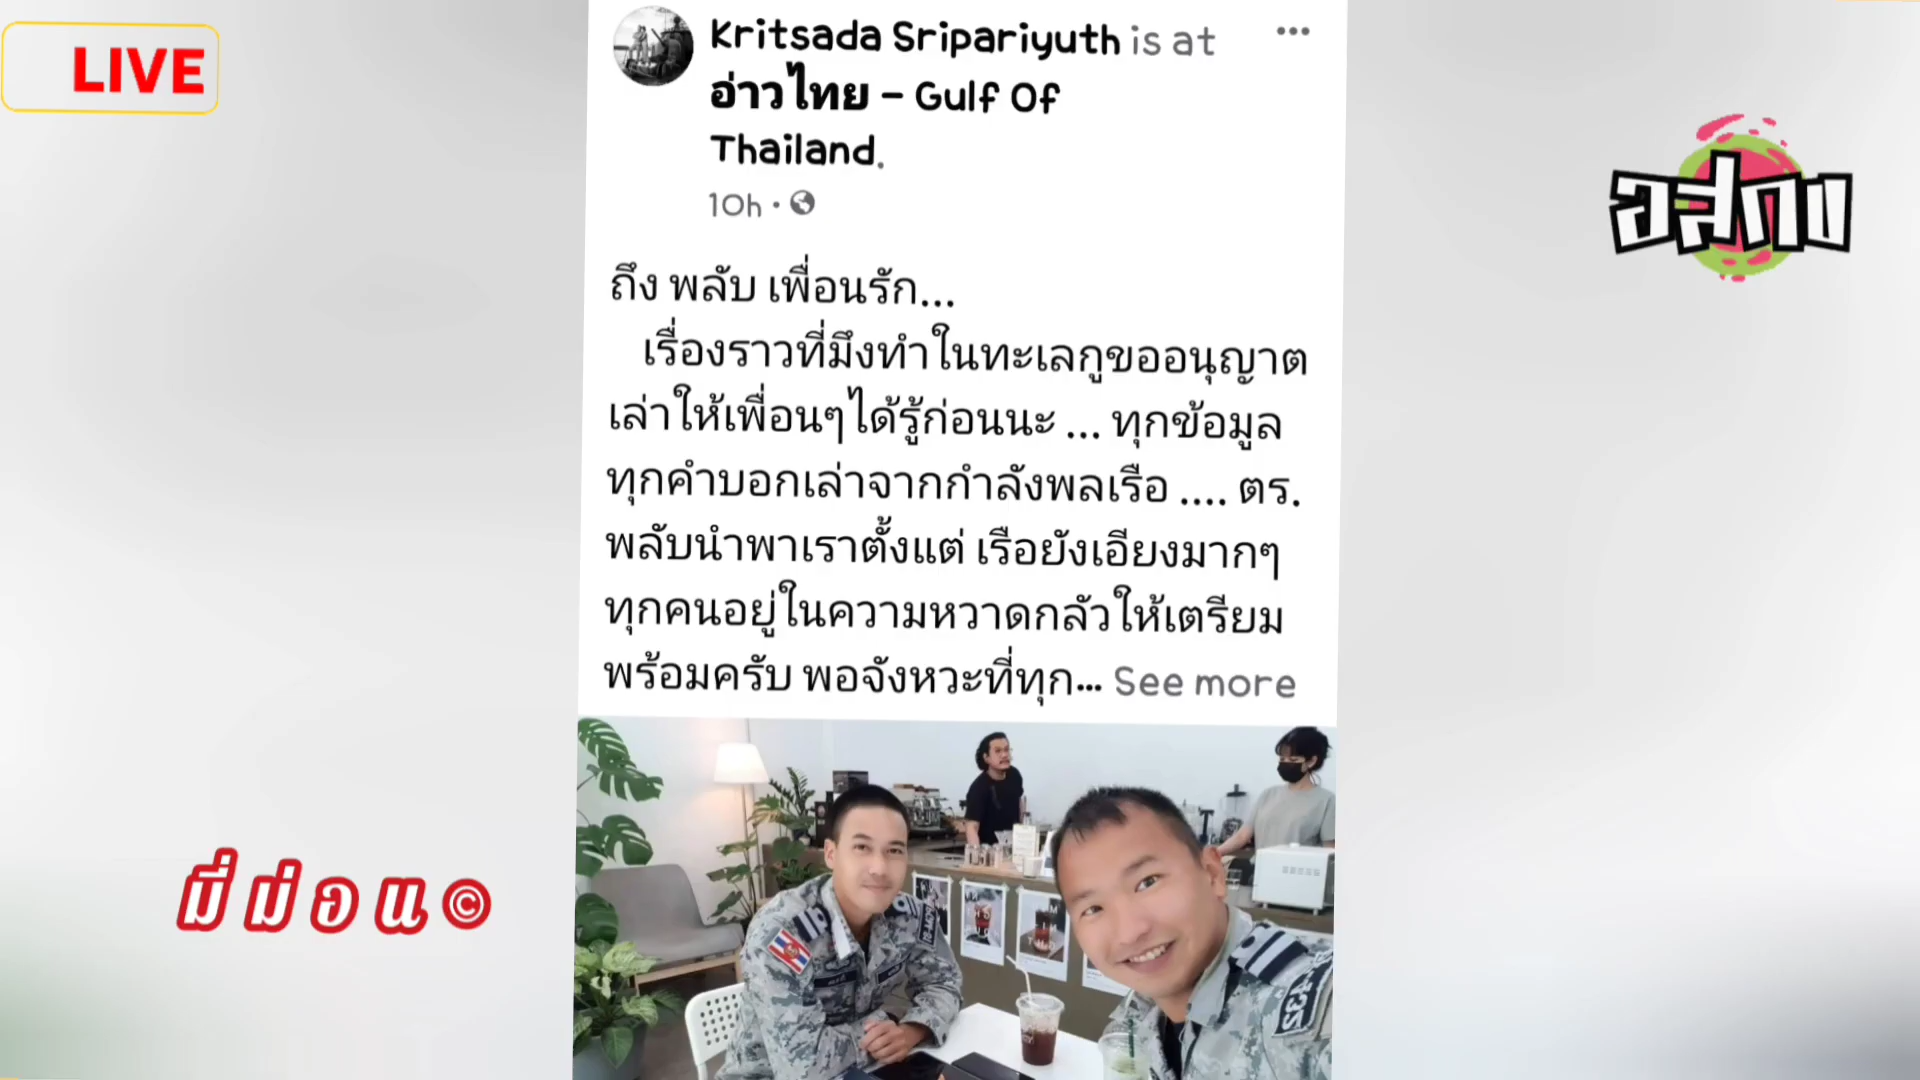 LIVE
Kritsada Sripariyuth is at
อ่าวไทย - Gulf Of
Thailand.
10h
อสกข
ถึง พลับ เพื่อนรัก...
เรื่องราวที่มึงทำในทะเลกูขออนุญาต
เล่าให้เพื่อนๆได้รู้ก่อนนะ ... ทุกข้อมูล
ทุกคำบอกเล่าจากกำลังพลเรือ .... ตร.
พลับนำพาเราตั้งแต่ เรือยังเอียงมากๆ
ทุกคนอยู่ในความหวาดกลัวให้เตรียม
พร้อมครับ พอจังหวะที่ทุก... See more
มี่ม่อน©